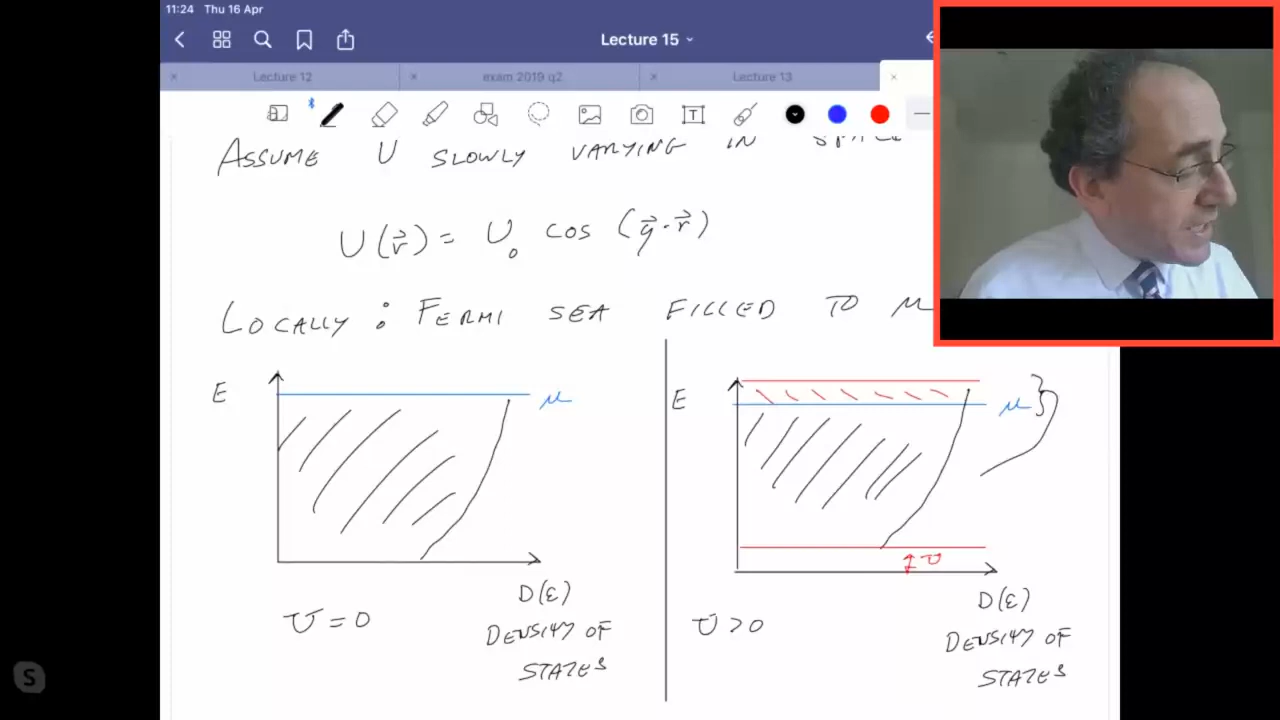 11:24 Thu 16 Apr
Lecture 15
Lecture 12
exam 2019 q2
Lecture 13
T
ASSUME U SLOWLY VARYING IN SPACE
U(r⃗) = U₀ cos (q⃗·r⃗)
LOCALLY : FERMI SEA FILLED TO μ
E
μ
E
μ
U
D(ε)
DENSITY OF
STATES
U = 0
D(ε)
DENSITY OF
STATES
U > 0